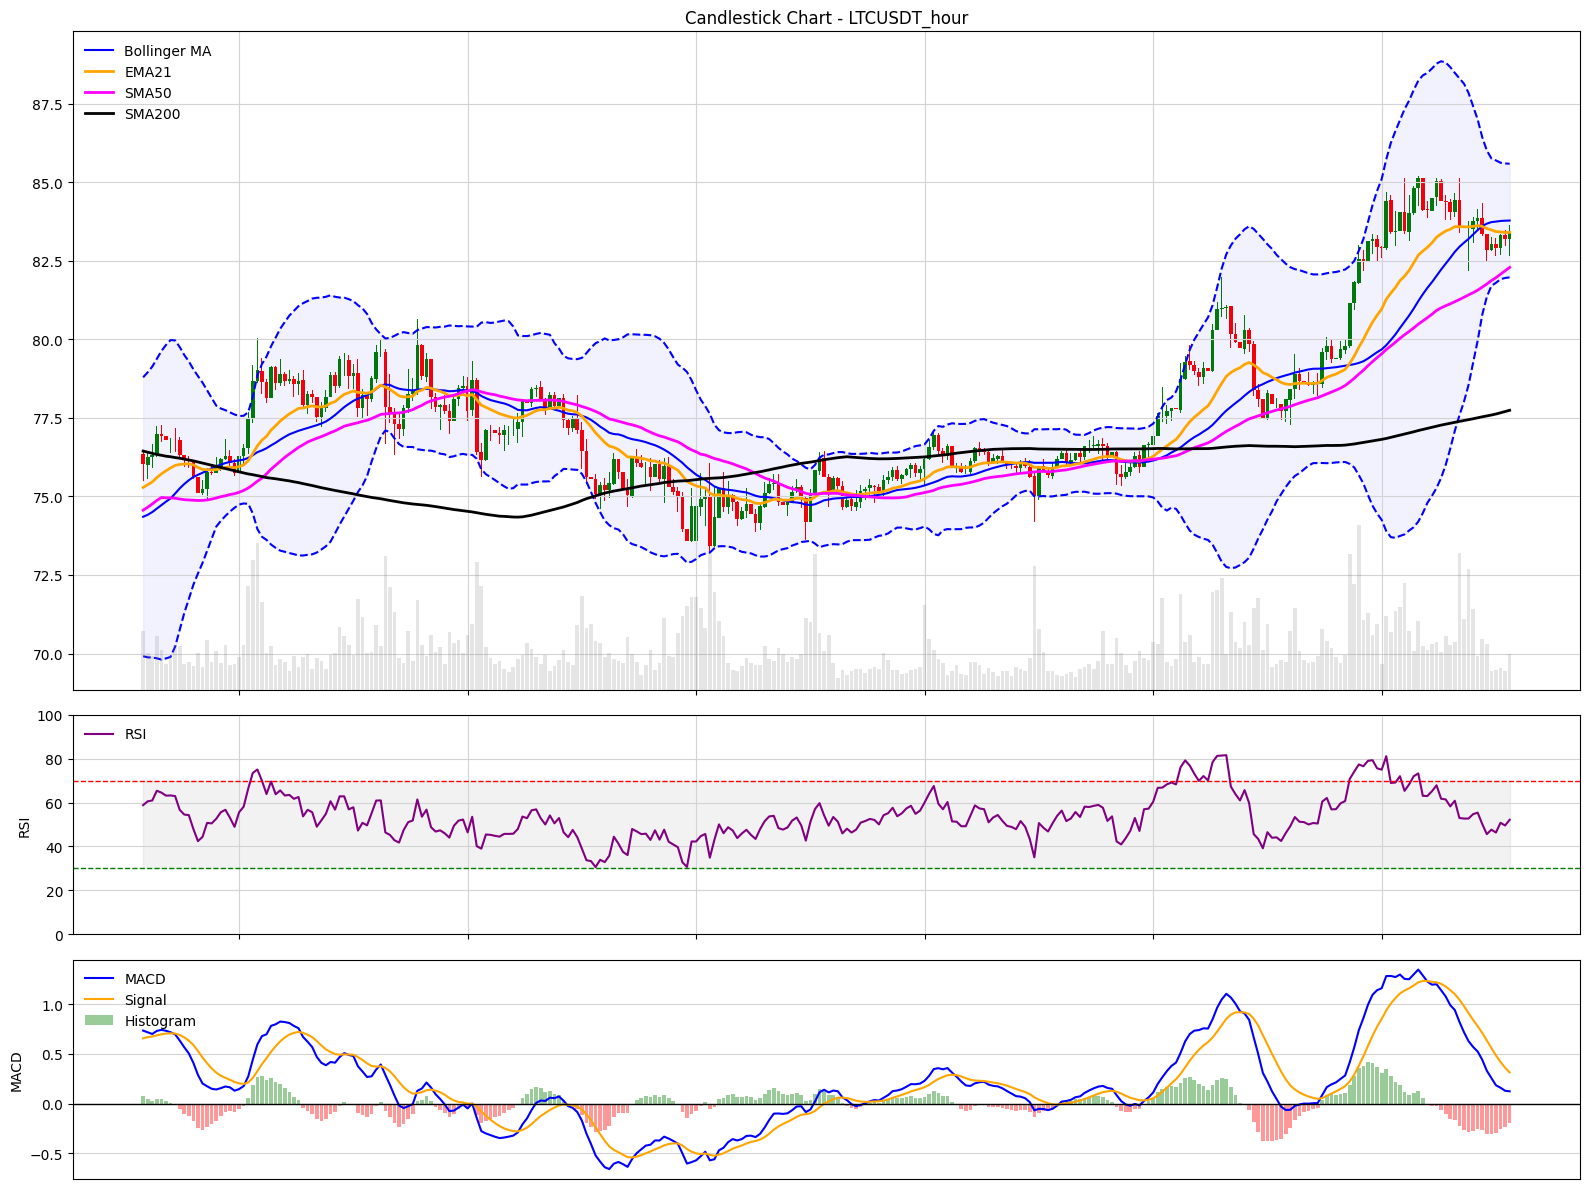 Candlestick Chart - LTCUSDT_hour
Bollinger MA
EMA21
SMA50
SMA200
87.5
85.0
82.5
80.0
77.5
75.0
72.5
70.0
RSI
100
80
60
40
20
0
RSI
MACD
Signal
Histogram
1.0
0.5
0.0
−0.5
MACD